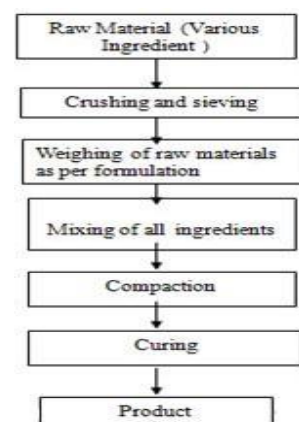 Raw Material (Various
Ingredient )
Crushing and sieving
Weighing of raw materials
as per formulation
Mixing of all ingredients
Compaction
Curing
Product